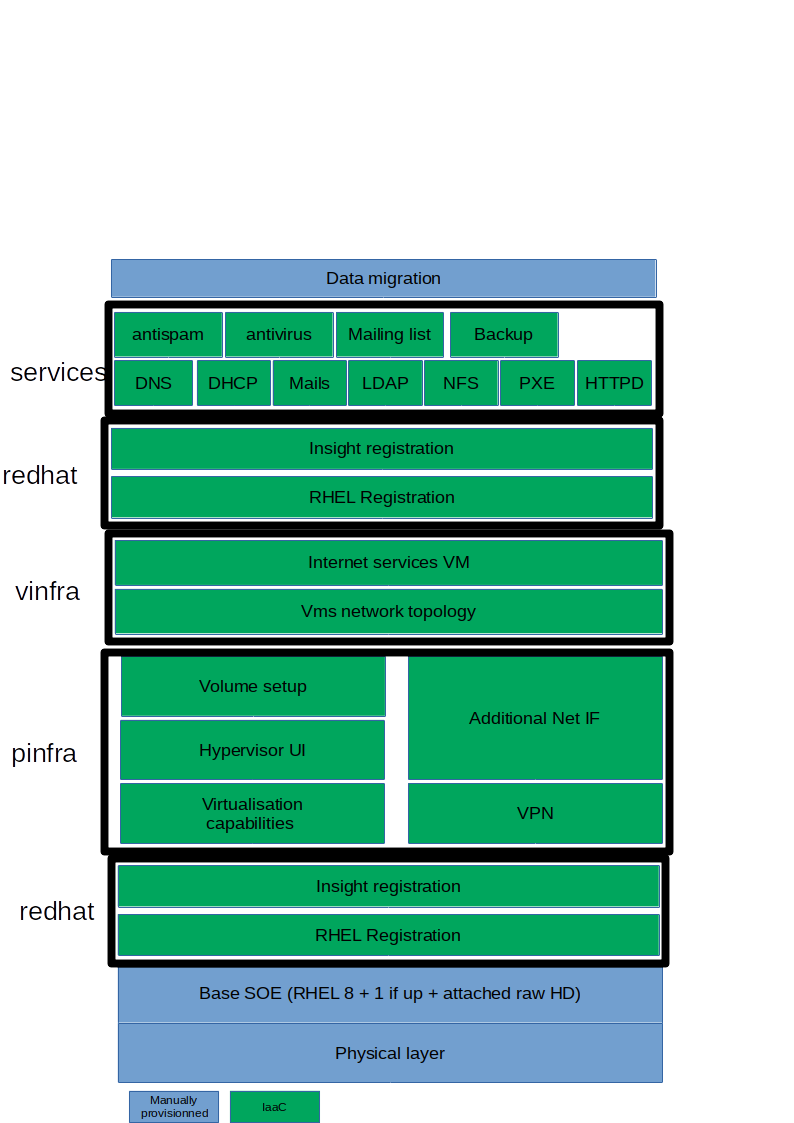 Data migration
antispam antivirus Mailing list Backup
services
DNS DHCP Mails LDAP NFS PXE HTTPD
Insight registration
redhat
RHEL Registration
Internet services VM
vinfra
Vms network topology
Volume setup
Additional Net IF
Hypervisor UI
pinfra
Virtualisation
capabilities
VPN
Insight registration
redhat
RHEL Registration
Base SOE (RHEL 8 + 1 if up + attached raw HD)
Physical layer
Manually
provisionned
IaaC